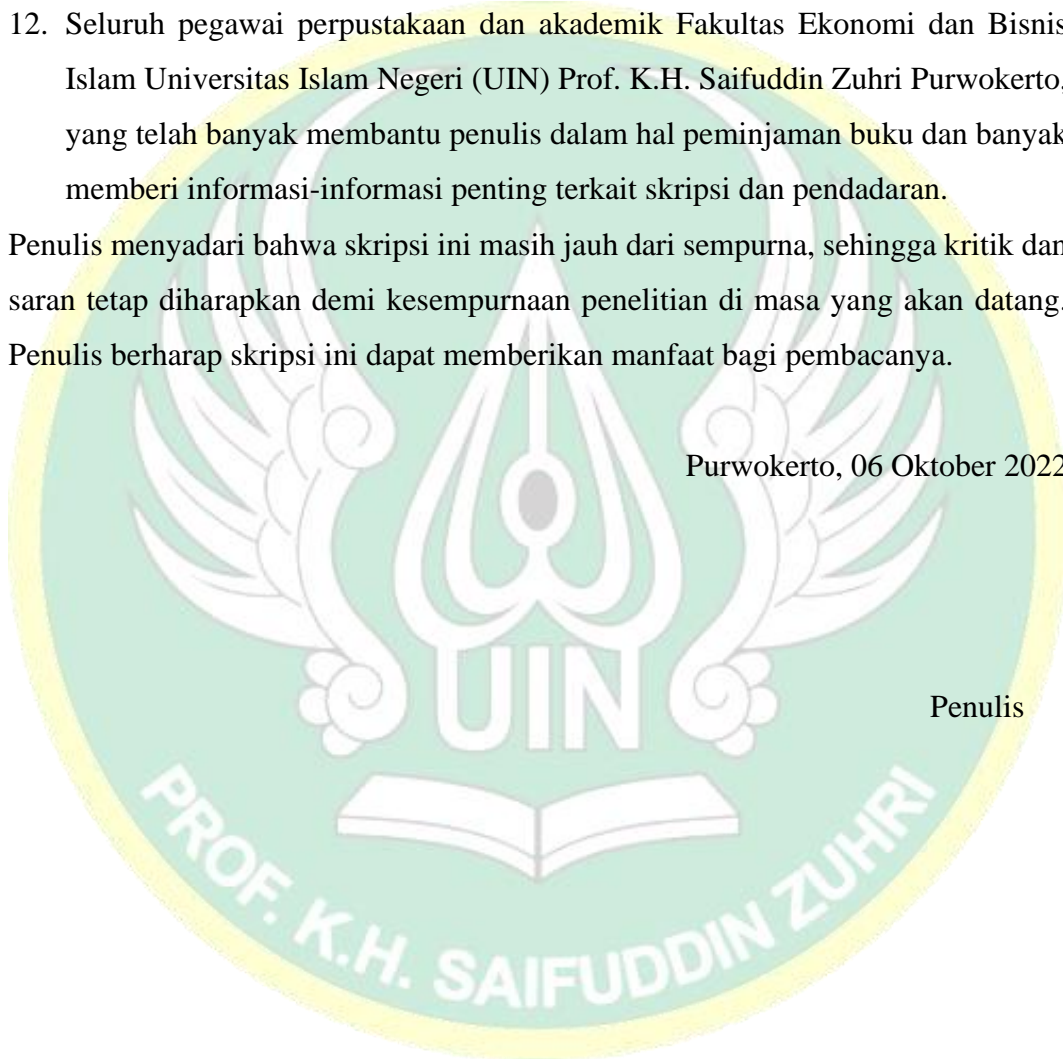 12. Seluruh pegawai perpustakaan dan akademik Fakultas Ekonomi dan Bisnis
Islam Universitas Islam Negeri (UIN) Prof. K.H. Saifuddin Zuhri Purwokerto,
yang telah banyak membantu penulis dalam hal peminjaman buku dan banyak
memberi informasi-informasi penting terkait skripsi dan pendadaran.
Penulis menyadari bahwa skripsi ini masih jauh dari sempurna, sehingga kritik dan
saran tetap diharapkan demi kesempurnaan penelitian di masa yang akan datang.
Penulis berharap skripsi ini dapat memberikan manfaat bagi pembacanya.
Purwokerto, 06 Oktober 2022
Penulis
UIN
PROF. K.H. SAIFUDDIN ZUHRI